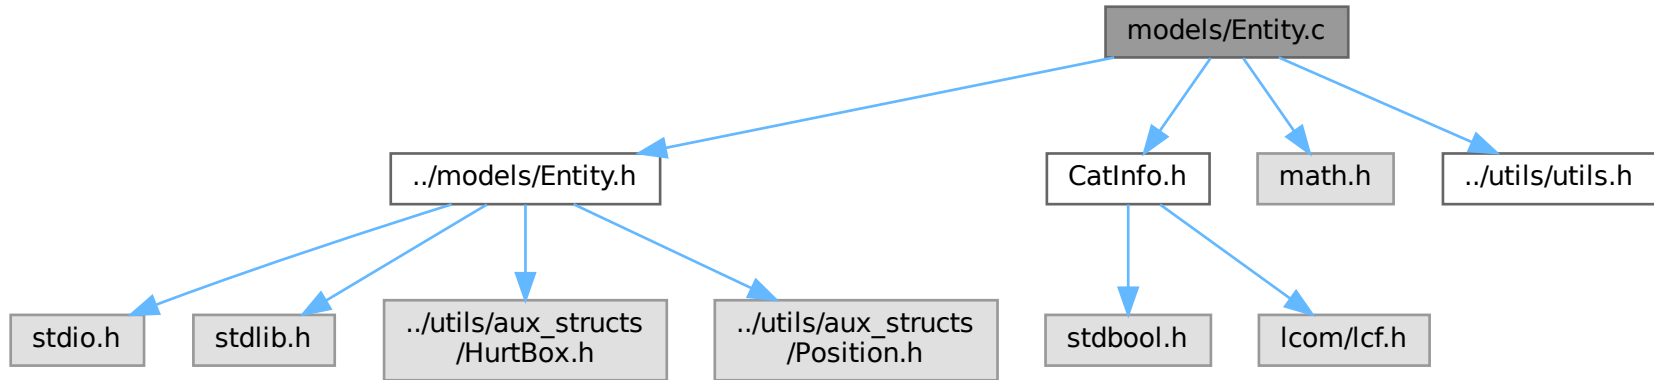 models/Entity.c
../models/Entity.h
CatInfo.h
math.h
../utils/utils.h
stdio.h
stdlib.h
../utils/aux_structs
/HurtBox.h
../utils/aux_structs
/Position.h
stdbool.h
lcom/lcf.h